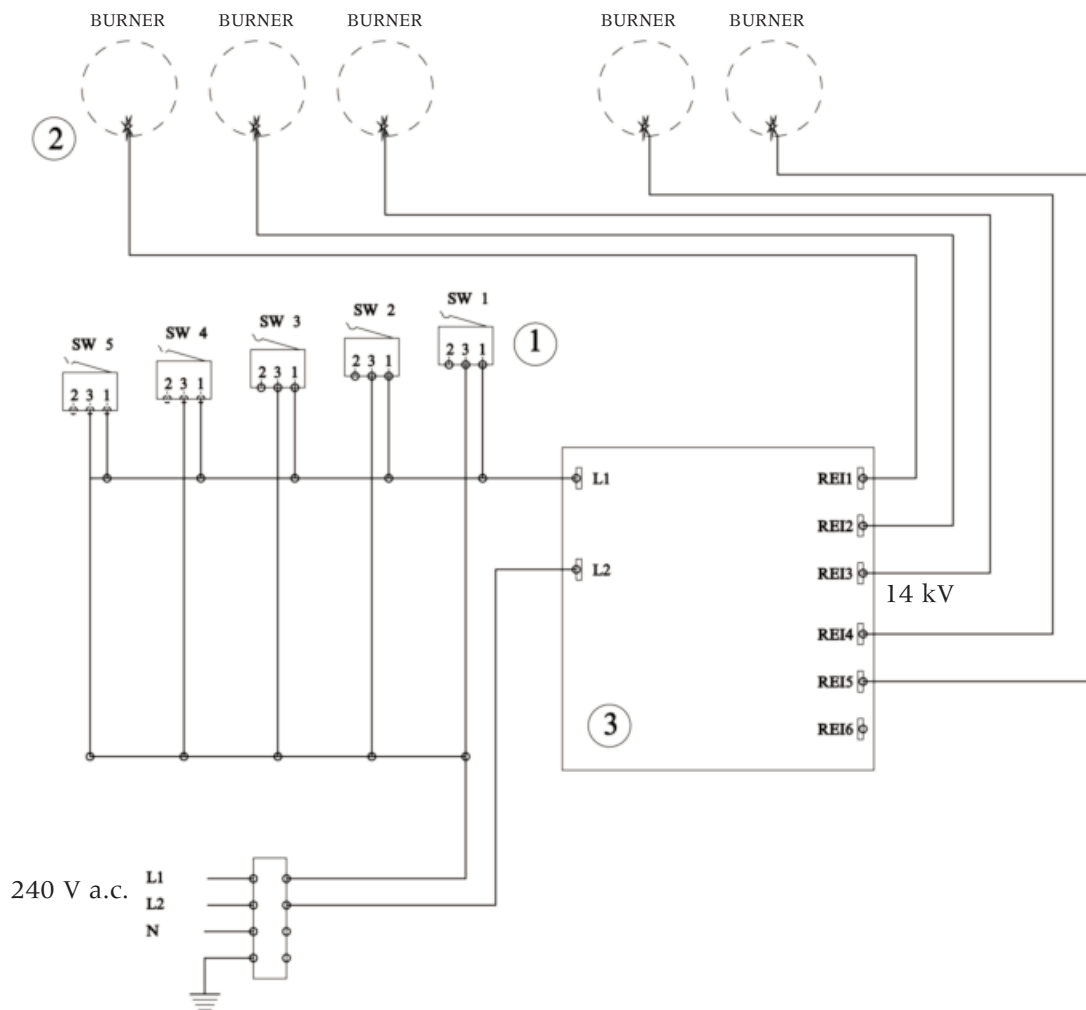 BURNER BURNER BURNER BURNER BURNER
2
SW 1
SW 2
SW 3
SW 4
SW 5
1
2 3 1
2 3 1
2 3 1
2 3 1
2 3 1
L1 REI1
REI2
L2 REI3
14 kV
REI4
REI5
3 REI6
L1
240 V a.c.
L2
N